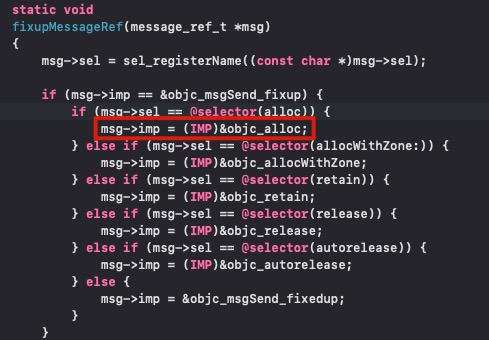 static void
fixupMessageRef(message_ref_t *msg)
{
    msg->sel = sel_registerName((const char *)msg->sel);

    if (msg->imp == &objc_msgSend_fixup) {
        if (msg->sel == @selector(alloc)) {
            msg->imp = (IMP)&objc_alloc;
        } else if (msg->sel == @selector(allocWithZone:)) {
            msg->imp = (IMP)&objc_allocWithZone;
        } else if (msg->sel == @selector(retain)) {
            msg->imp = (IMP)&objc_retain;
        } else if (msg->sel == @selector(release)) {
            msg->imp = (IMP)&objc_release;
        } else if (msg->sel == @selector(autorelease)) {
            msg->imp = (IMP)&objc_autorelease;
        } else {
            msg->imp = &objc_msgSend_fixedup;
        }
    }